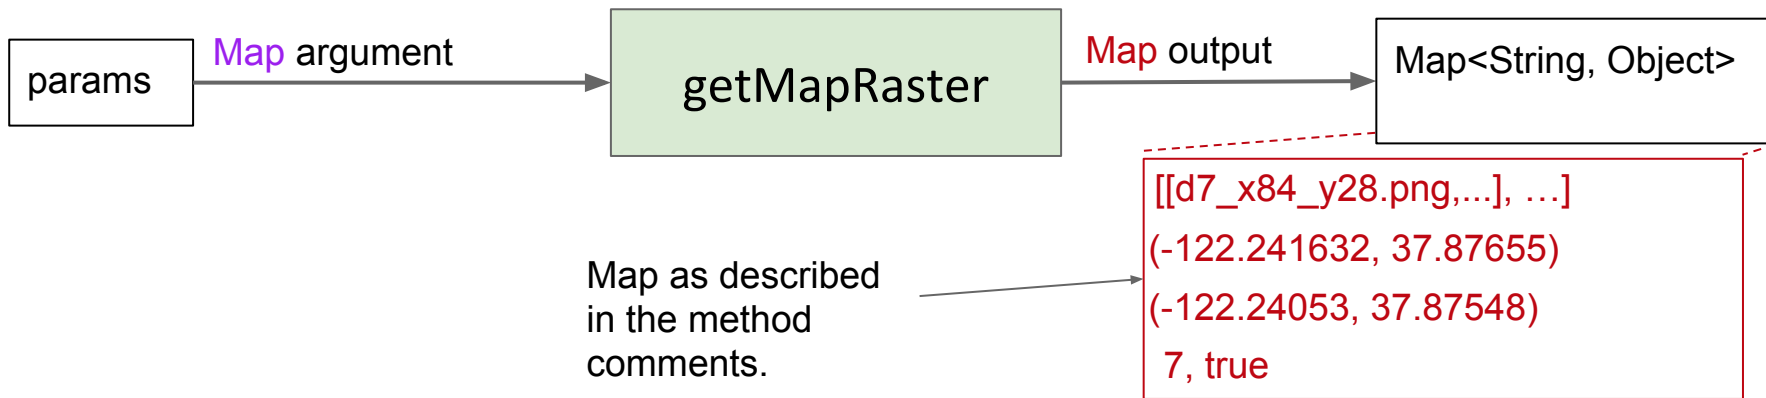 params
Map argument
getMapRaster
Map output
Map<String, Object>
[[d7_x84_y28.png,...], …]
(-122.241632, 37.87655)
(-122.24053, 37.87548)
7, true
Map as described
in the method
comments.